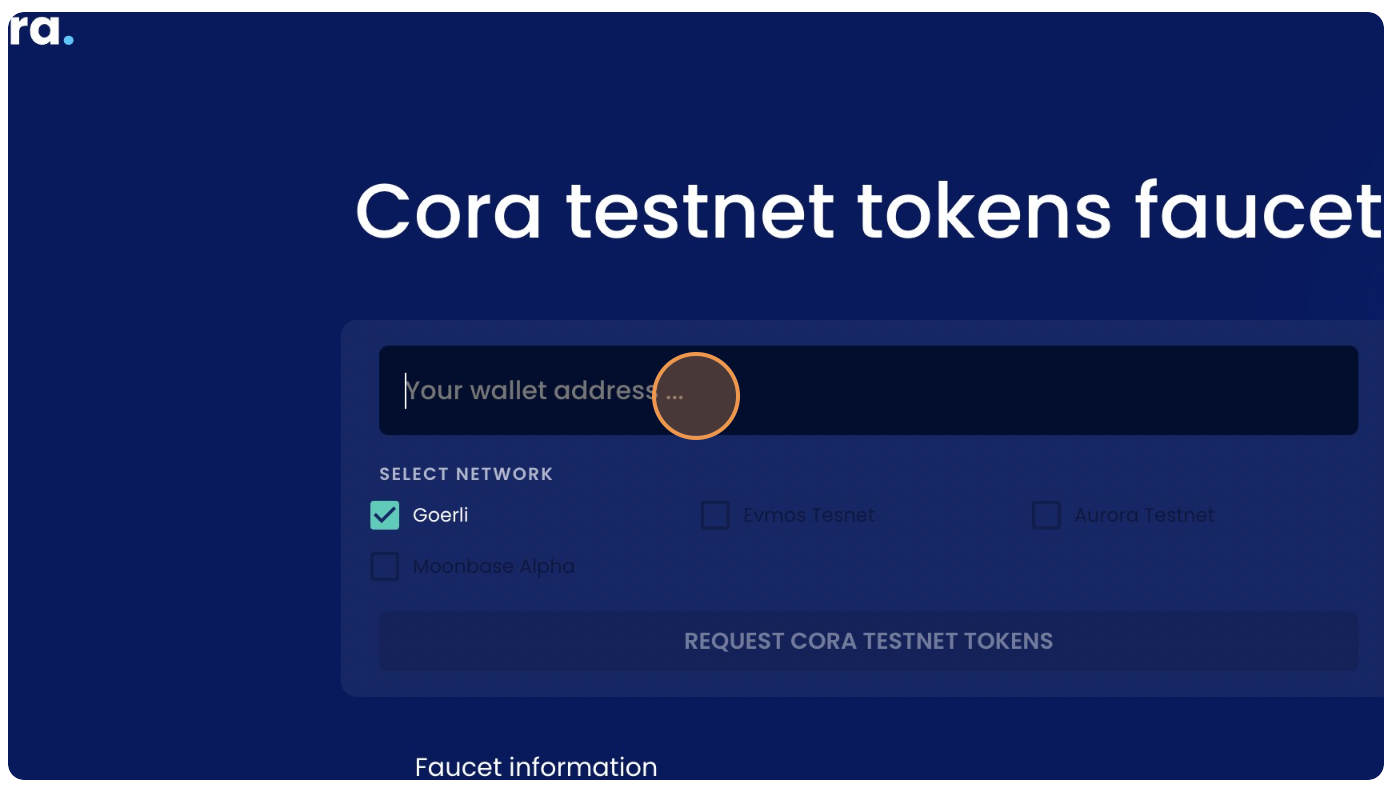 ra.
Cora testnet tokens faucet
Your wallet address ...
SELECT NETWORK
Goerli
Evmos Tesnet
Aurora Testnet
Moonbase Alpha
REQUEST CORA TESTNET TOKENS
Faucet information